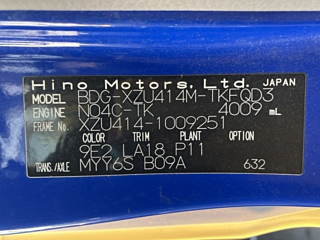 Hino Motors, Ltd. JAPAN
MODEL BDG-XZU414M-TKFQD3
ENGINE N04C-TK 4009 mL
FRAME No. XZU414-1009251
COLOR TRIM PLANT OPTION
9E2 LA18 P11
TRANS./AXLE MYY6S B09A 632